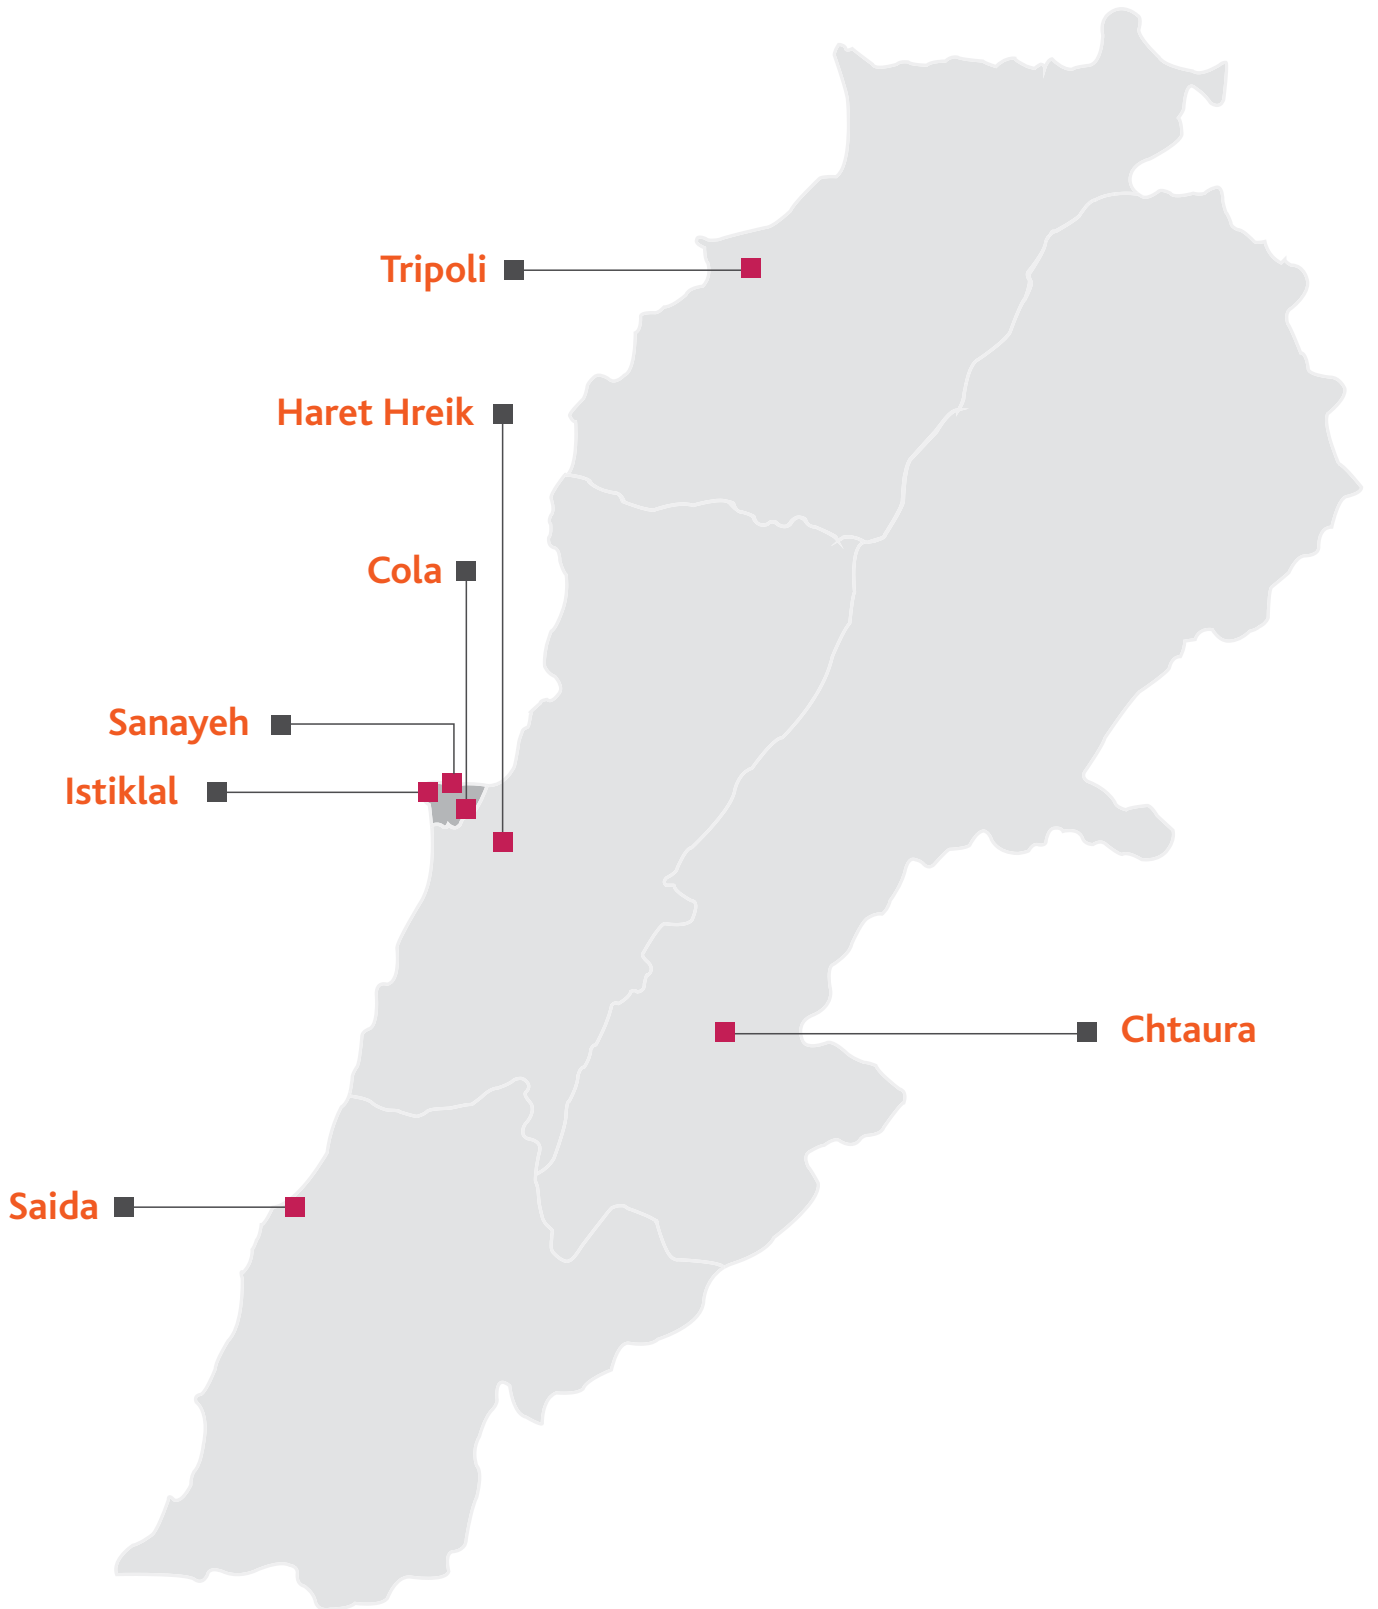 Tripoli
Haret Hreik
Cola
Sanayeh
Istiklal
Chtaura
Saida